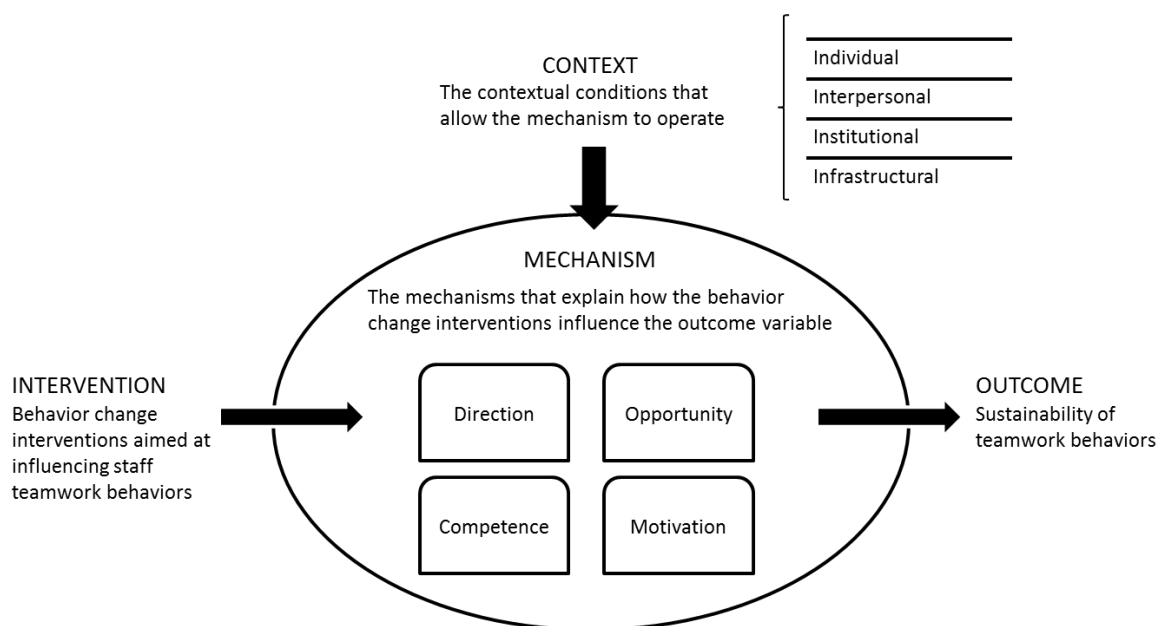 CONTEXT
The contextual conditions that
allow the mechanism to operate
Individual
Interpersonal
Institutional
Infrastructural
MECHANISM
The mechanisms that explain how the behavior
change interventions influence the outcome variable
INTERVENTION
Behavior change
interventions aimed at
influencing staff
teamwork behaviors
Direction
Opportunity
Competence
Motivation
OUTCOME
Sustainability of
teamwork behaviors